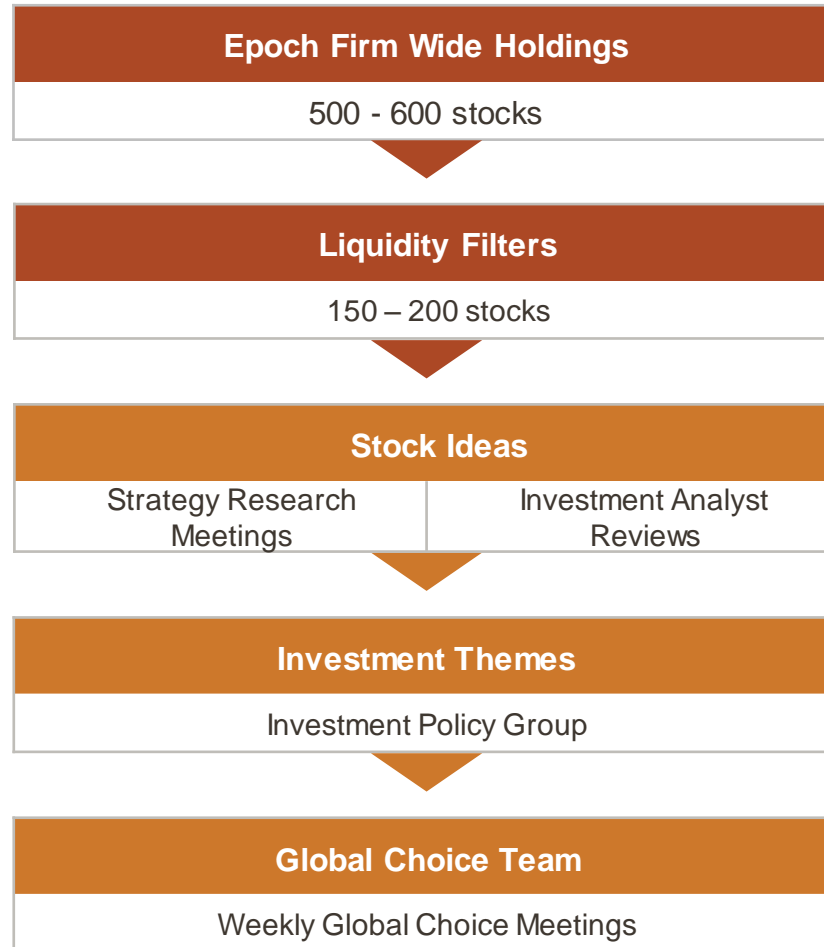 Epoch Firm Wide Holdings
500 - 600 stocks
Liquidity Filters
150 – 200 stocks
Stock Ideas
Strategy Research
Meetings
Investment Analyst
Reviews
Investment Themes
Investment Policy Group
Global Choice Team
Weekly Global Choice Meetings